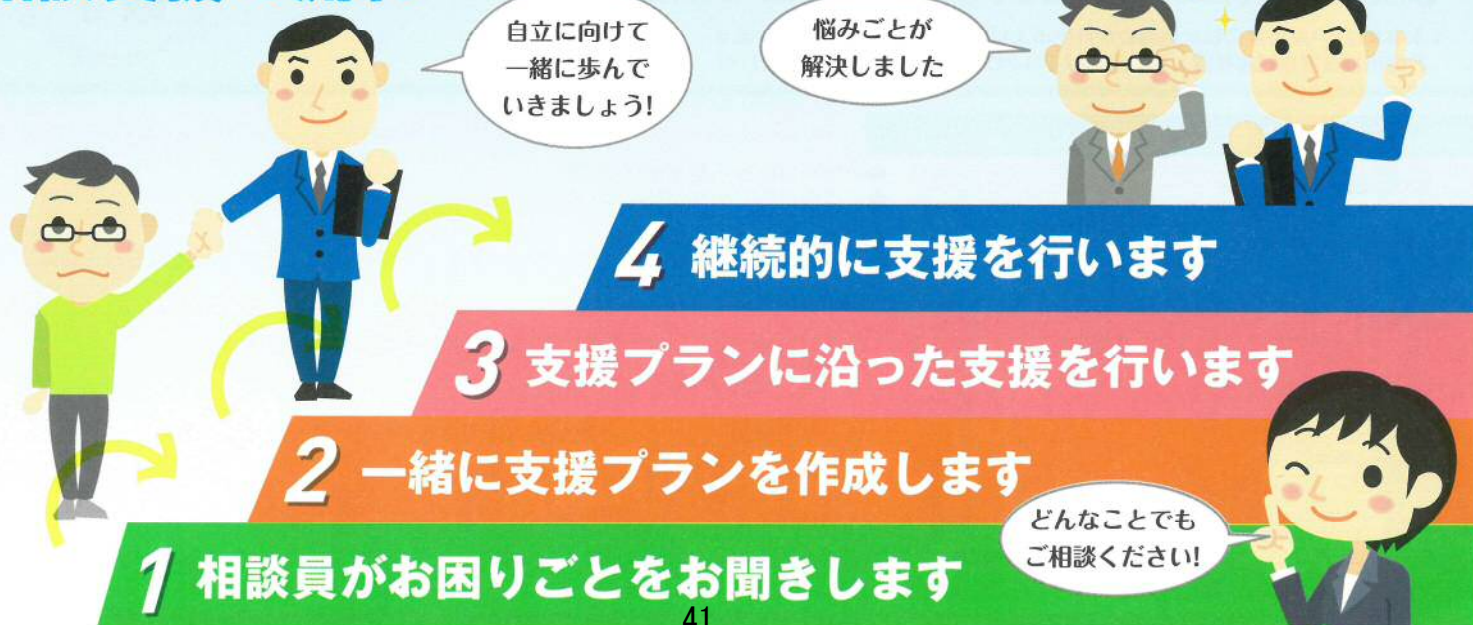 自立に向けて
一緒に歩んで
いきましょう!
悩みごとが
解決しました
4 継続的に支援を行います
3 支援プランに沿った支援を行います
2 一緒に支援プランを作成します
どんなことでも
ご相談ください!
1 相談員がお困りごとをお聞きします
41